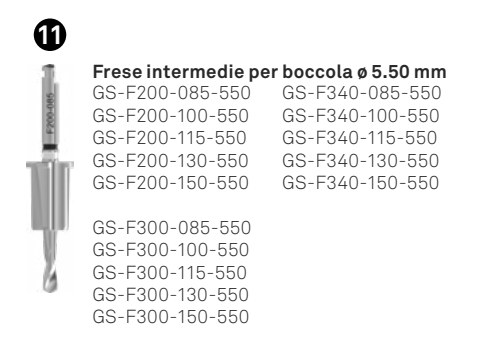 11
Frese intermedie per boccola ø 5.50 mm
F200-085
GS-F200-085-550 GS-F340-085-550
GS-F200-100-550 GS-F340-100-550
GS-F200-115-550 GS-F340-115-550
GS-F200-130-550 GS-F340-130-550
GS-F200-150-550 GS-F340-150-550
GS-F300-085-550
GS-F300-100-550
GS-F300-115-550
GS-F300-130-550
GS-F300-150-550